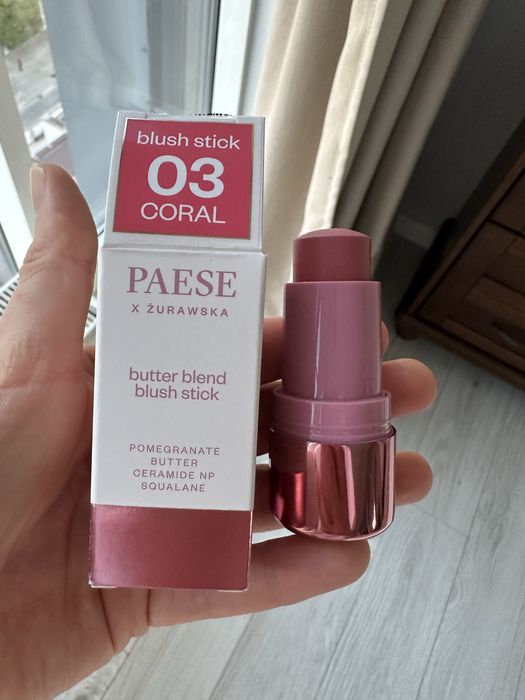 blush stick
03
CORAL
PAESE
X ŻURAWSKA
butter blend
blush stick
POMEGRANATE
BUTTER
CERAMIDE NP
SQUALANE